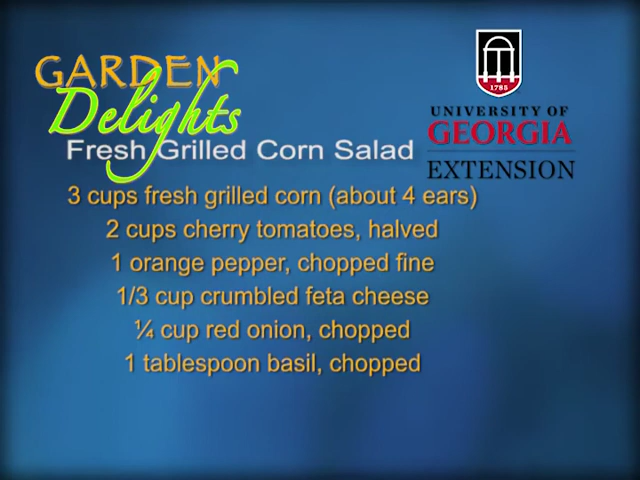 GARDEN
Delights
Fresh Grilled Corn Salad
1785
UNIVERSITY OF
GEORGIA
EXTENSION
3 cups fresh grilled corn (about 4 ears)
2 cups cherry tomatoes, halved
1 orange pepper, chopped fine
1/3 cup crumbled feta cheese
¼ cup red onion, chopped
1 tablespoon basil, chopped